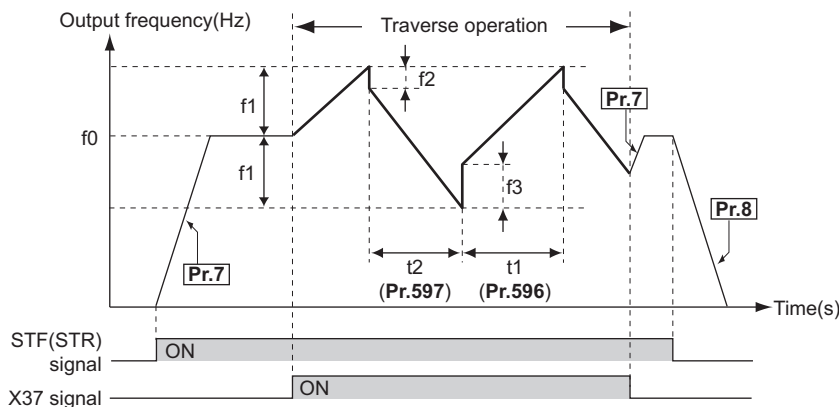 Output frequency(Hz)
Traverse operation
f1
f2
Pr.7
f0
f1
f3
Pr.8
Pr.7
t2
(Pr.597)
t1
(Pr.596)
Time(s)
STF(STR)
signal
ON
X37 signal
ON